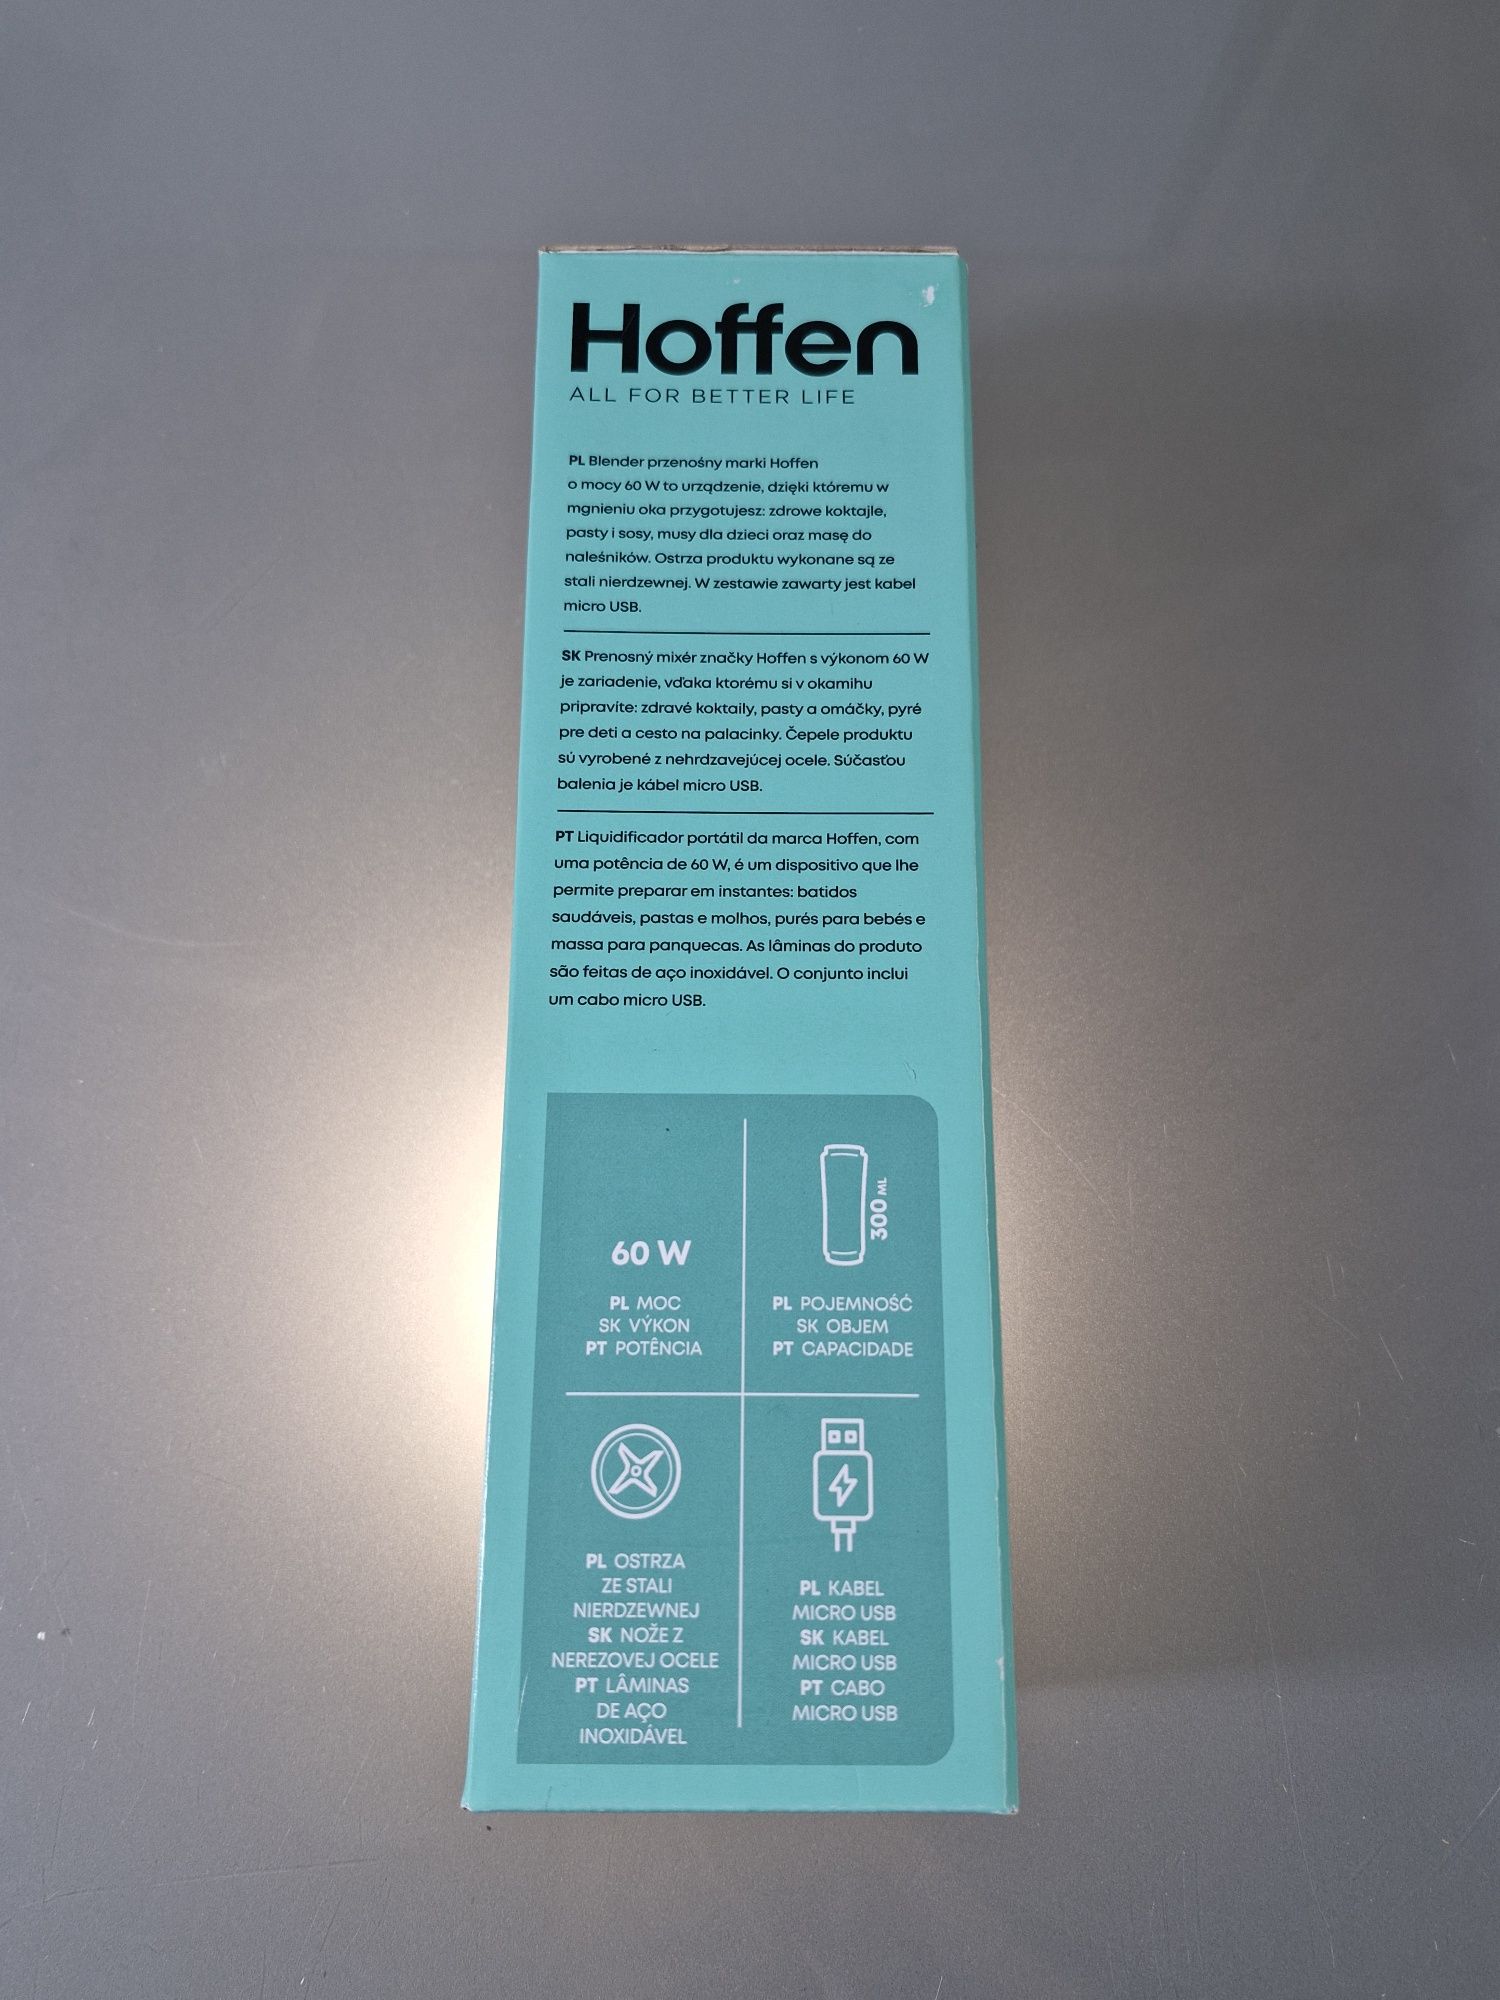 Hoffen
ALL FOR BETTER LIFE
PL Blender przenośny marki Hoffen
o mocy 60 W to urządzenie, dzięki któremu w
mgnieniu oka przygotujesz: zdrowe koktajle,
pasty i sosy, musy dla dzieci oraz masę do
naleśników. Ostrza produktu wykonane są ze
stali nierdzewnej. W zestawie zawarty jest kabel
micro USB.
SK Prenosný mixér značky Hoffen s výkonom 60 W
je zariadenie, vďaka ktorému si v okamihu
pripravíte: zdravé koktaily, pasty a omáčky, pyré
pre deti a cesto na palacinky. Čepele produktu
sú vyrobené z nehrdzavejúcej ocele. Súčasťou
balenia je kábel micro USB.
PT Liquidificador portátil da marca Hoffen, com
uma potência de 60 W, é um dispositivo que lhe
permite preparar em instantes: batidos
saudáveis, pastas e molhos, purés para bebés e
massa para panquecas. As lâminas do produto
são feitas de aço inoxidável. O conjunto inclui
um cabo micro USB.
60 W
PL MOC
SK VÝKON
PT POTÊNCIA
300 ML
PL POJEMNOŚĆ
SK OBJEM
PT CAPACIDADE
PL OSTRZA
ZE STALI
NIERDZEWNEJ
SK NOŽE Z
NEREZOVEJ OCELE
PT LÂMINAS
DE AÇO
INOXIDÁVEL
PL KABEL
MICRO USB
SK KABEL
MICRO USB
PT CABO
MICRO USB